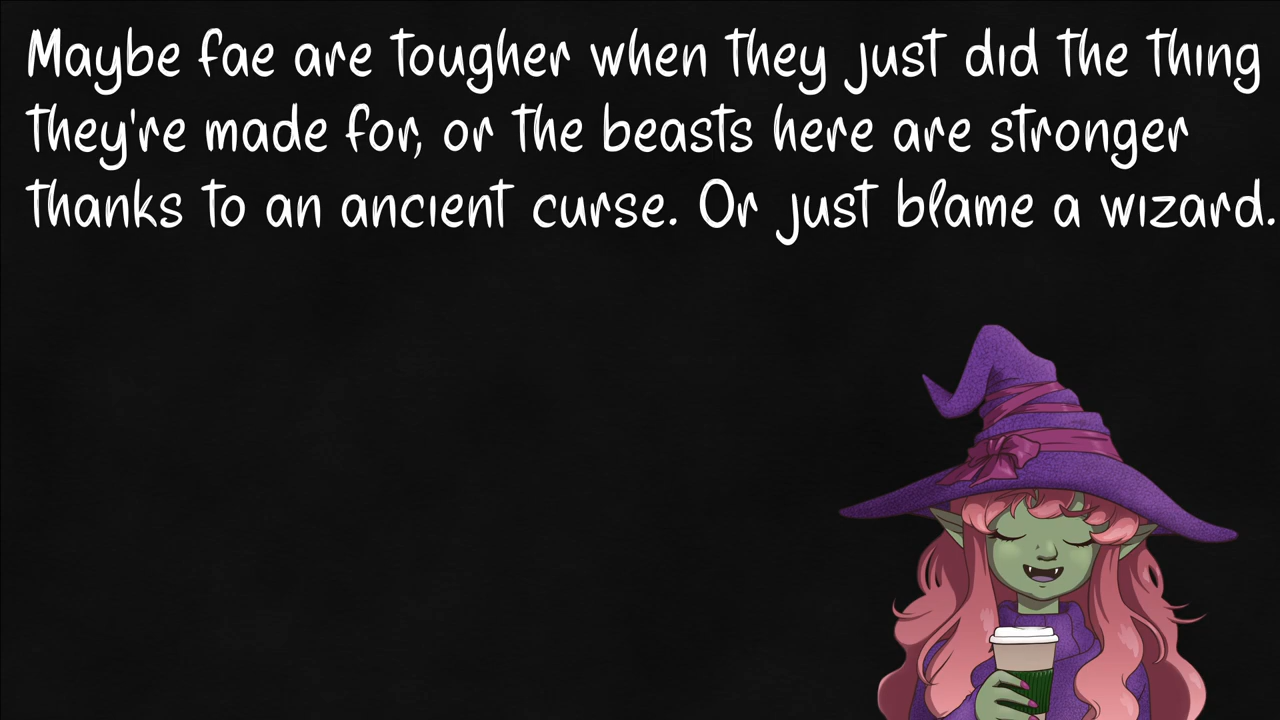 Maybe fae are tougher when they just did the thing
they're made for, or the beasts here are stronger
thanks to an ancient curse. Or just blame a wizard.